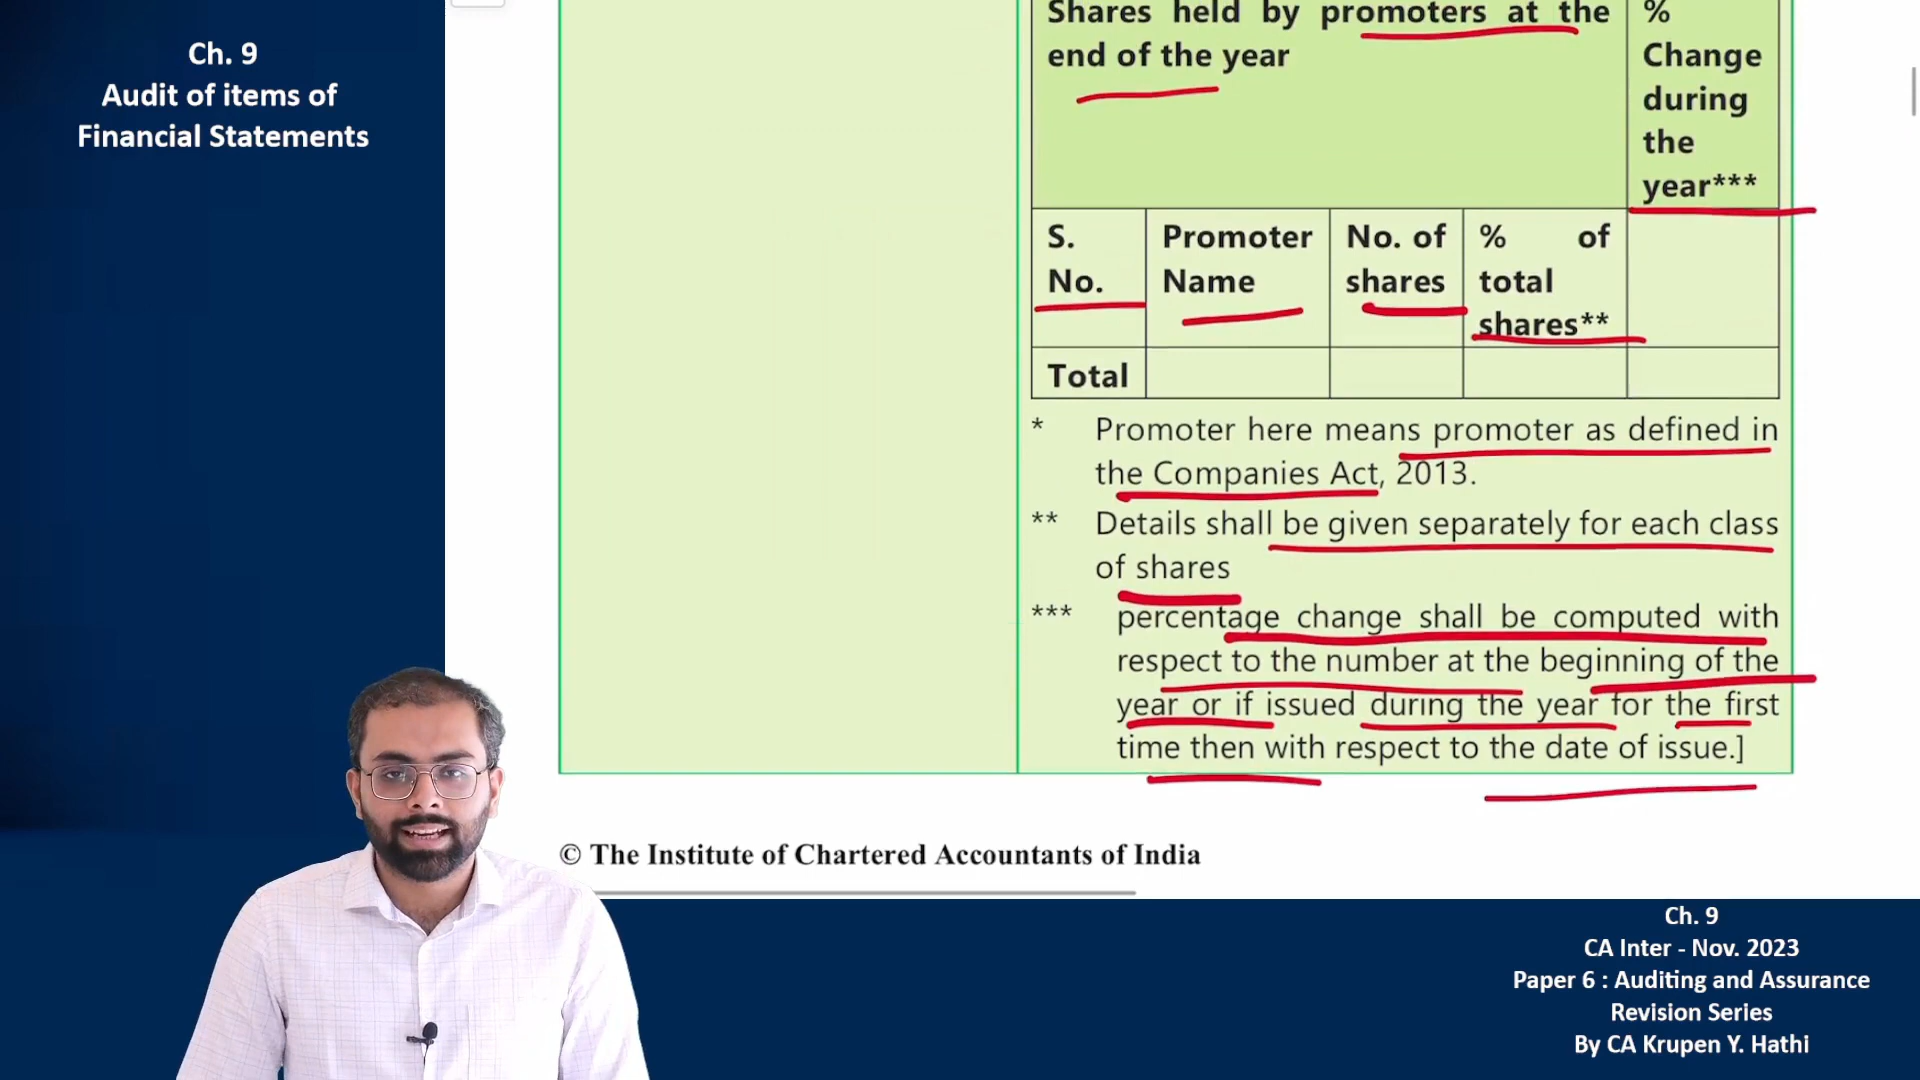 Ch. 9
Audit of items of
Financial Statements
Shares held by promoters at the
end of the year
%
Change
during
the
year***
S.
No.
Promoter
Name
No. of
shares
% of
total
shares**
Total
* Promoter here means promoter as defined in
the Companies Act, 2013.
** Details shall be given separately for each class
of shares
*** percentage change shall be computed with
respect to the number at the beginning of the
year or if issued during the year for the first
time then with respect to the date of issue.]
© The Institute of Chartered Accountants of India
Ch. 9
CA Inter - Nov. 2023
Paper 6 : Auditing and Assurance
Revision Series
By CA Krupen Y. Hathi